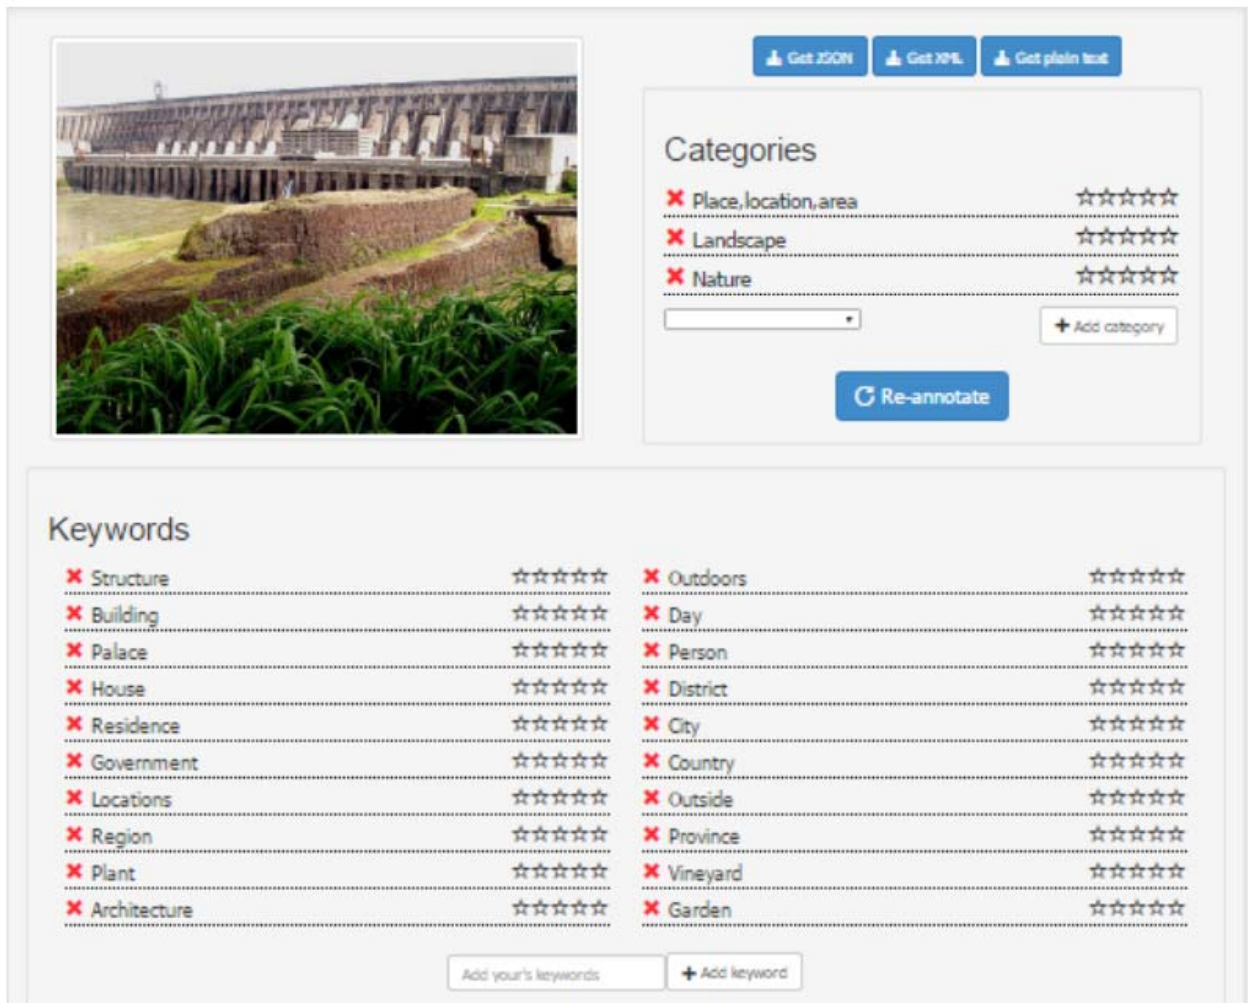 Get JSON Get XML Get plain text
Categories
Place,location,area
Landscape
Nature
Add category
Re-annotate
Keywords
Structure Outdoors
Building Day
Palace Person
House District
Residence City
Government Country
Locations Outside
Region Province
Plant Vineyard
Architecture Garden
Add your's keywords Add keyword